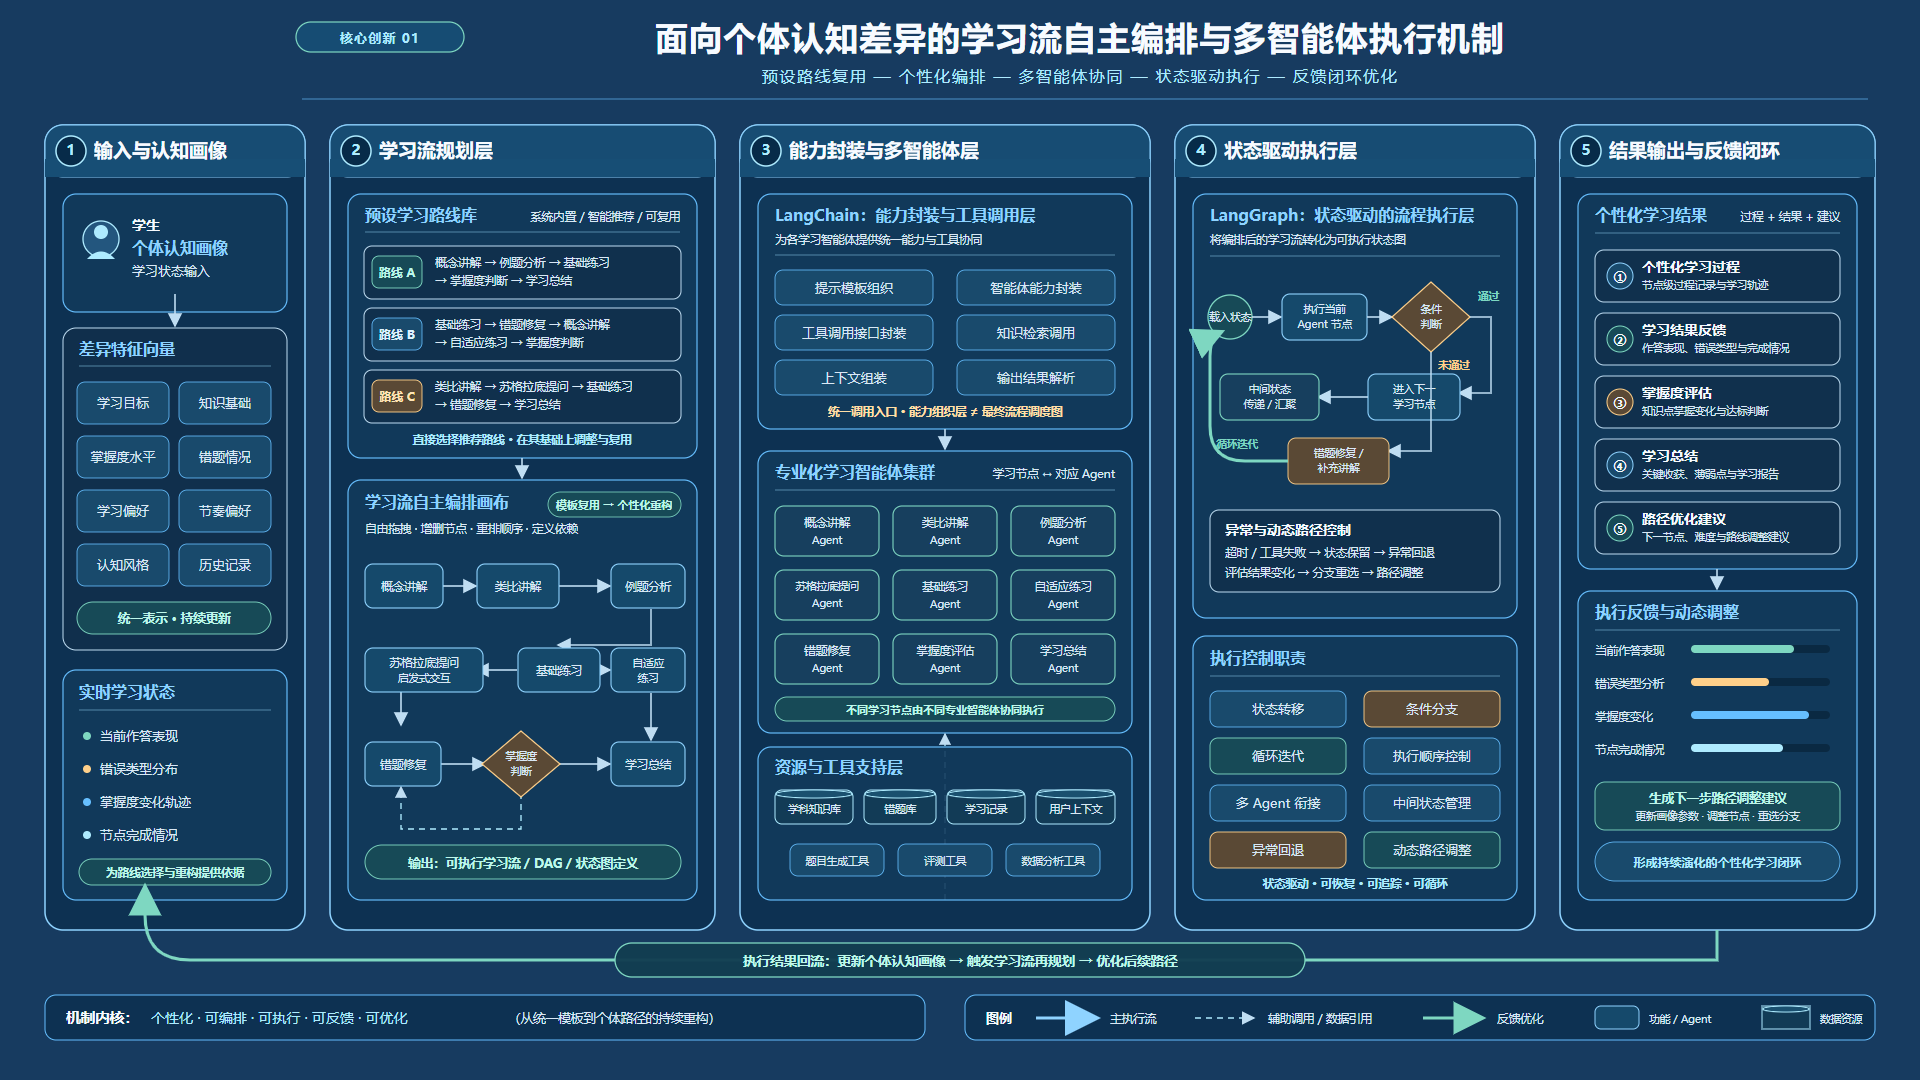 核心创新 01
面向个体认知差异的学习流自主编排与多智能体执行机制
预设路线复用 — 个性化编排 — 多智能体协同 — 状态驱动执行 — 反馈闭环优化
1 输入与认知画像
学生
个体认知画像
学习状态输入
差异特征向量
学习目标 知识基础
掌握度水平 错题情况
学习偏好 节奏偏好
认知风格 历史记录
统一表示 • 持续更新
实时学习状态
当前作答表现
错误类型分布
掌握度变化轨迹
节点完成情况
为路线选择与重构提供依据
2 学习流规划层
预设学习路线库 系统内置 / 智能推荐 / 可复用
路线 A
概念讲解 → 例题分析 → 基础练习
→ 掌握度判断 → 学习总结
路线 B
基础练习 → 错题修复 → 概念讲解
→ 自适应练习 → 掌握度判断
路线 C
类比讲解 → 苏格拉底提问 → 基础练习
→ 错题修复 → 学习总结
直接选择推荐路线 • 在其基础上调整与复用
学习流自主编排画布 模板复用 → 个性化重构
自由拖拽 · 增删节点 · 重排顺序 · 定义依赖
概念讲解 类比讲解 例题分析
苏格拉底提问
启发式交互
基础练习
自适应
练习
错题修复
掌握度
判断
学习总结
输出：可执行学习流 / DAG / 状态图定义
3 能力封装与多智能体层
LangChain：能力封装与工具调用层
为各学习智能体提供统一能力与工具协同
提示模板组织 智能体能力封装
工具调用接口封装 知识检索调用
上下文组装 输出结果解析
统一调用入口 • 能力组织层 ≠ 最终流程调度图
专业化学习智能体集群 学习节点 ↔ 对应 Agent
概念讲解
Agent
类比讲解
Agent
例题分析
Agent
苏格拉底提问
Agent
基础练习
Agent
自适应练习
Agent
错题修复
Agent
掌握度评估
Agent
学习总结
Agent
不同学习节点由不同专业智能体协同执行
资源与工具支持层
学科知识库 错题库 学习记录 用户上下文
题目生成工具 评测工具 数据分析工具
4 状态驱动执行层
LangGraph：状态驱动的流程执行层
将编排后的学习流转化为可执行状态图
载入状态
执行当前
Agent 节点
条件
判断
通过
未通过
中间状态
传递 / 汇聚
进入下一
学习节点
循环迭代
错题修复 /
补充讲解
异常与动态路径控制
超时 / 工具失败 → 状态保留 → 异常回退
评估结果变化 → 分支重选 → 路径调整
执行控制职责
状态转移 条件分支
循环迭代 执行顺序控制
多 Agent 衔接 中间状态管理
异常回退 动态路径调整
状态驱动 • 可恢复 • 可追踪 • 可循环
5 结果输出与反馈闭环
个性化学习结果 过程 + 结果 + 建议
① 个性化学习过程
节点级过程记录与学习轨迹
② 学习结果反馈
作答表现、错误类型与完成情况
③ 掌握度评估
知识点掌握变化与达标判断
④ 学习总结
关键收获、薄弱点与学习报告
⑤ 路径优化建议
下一节点、难度与路线调整建议
执行反馈与动态调整
当前作答表现
错误类型分析
掌握度变化
节点完成情况
生成下一步路径调整建议
更新画像参数 · 调整节点 · 重选分支
形成持续演化的个性化学习闭环
执行结果回流：更新个体认知画像 → 触发学习流再规划 → 优化后续路径
机制内核： 个性化 · 可编排 · 可执行 · 可反馈 · 可优化 (从统一模板到个体路径的持续重构)
图例 主执行流 辅助调用 / 数据引用 反馈优化 功能 / Agent 数据资源